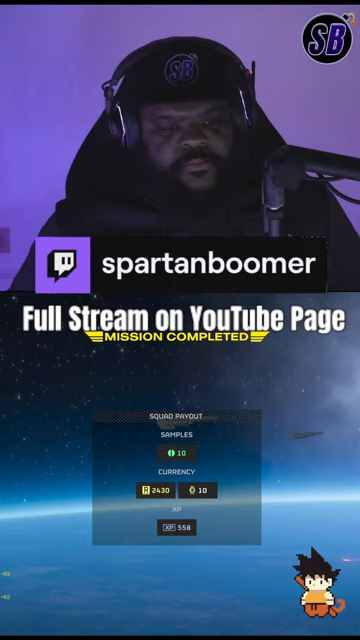 SB
SB
spartanboomer
Full Stream on YouTube Page
MISSION COMPLETED
SQUAD PAYOUT
SAMPLES
10
CURRENCY
R 2430
10
XP
XP 558